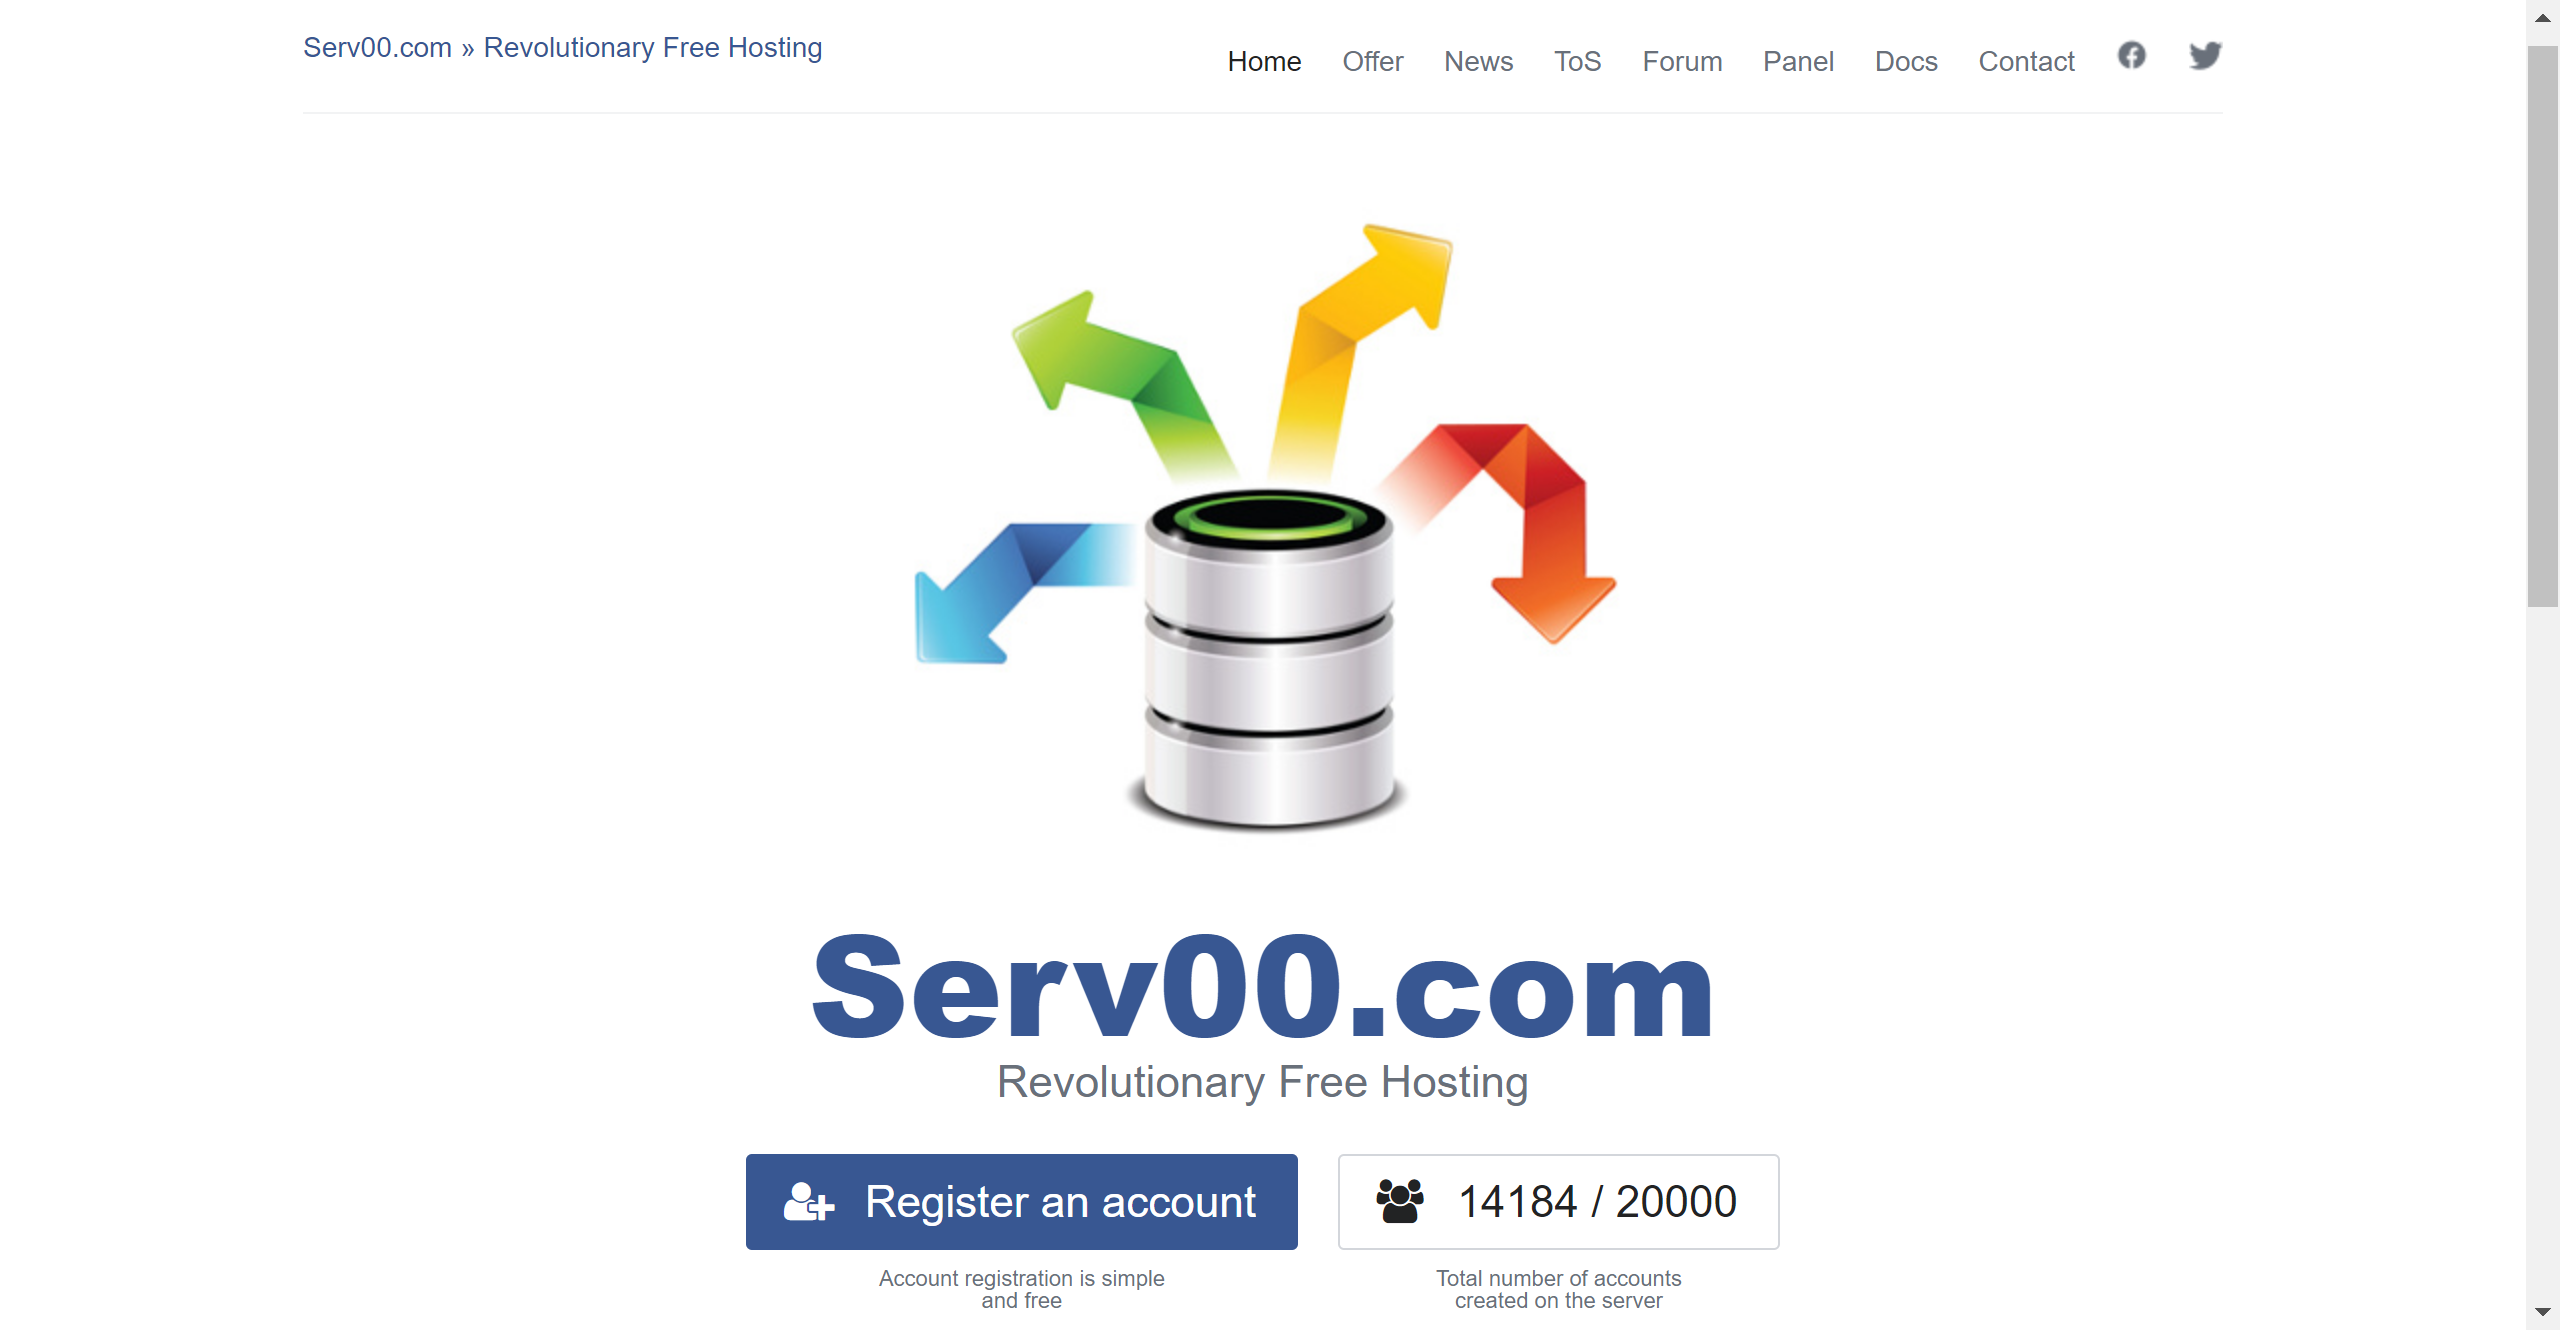 Serv00.com » Revolutionary Free Hosting
Home Offer News ToS Forum Panel Docs Contact
Serv00.com
Revolutionary Free Hosting
Register an account
14184 / 20000
Account registration is simple
and free
Total number of accounts
created on the server